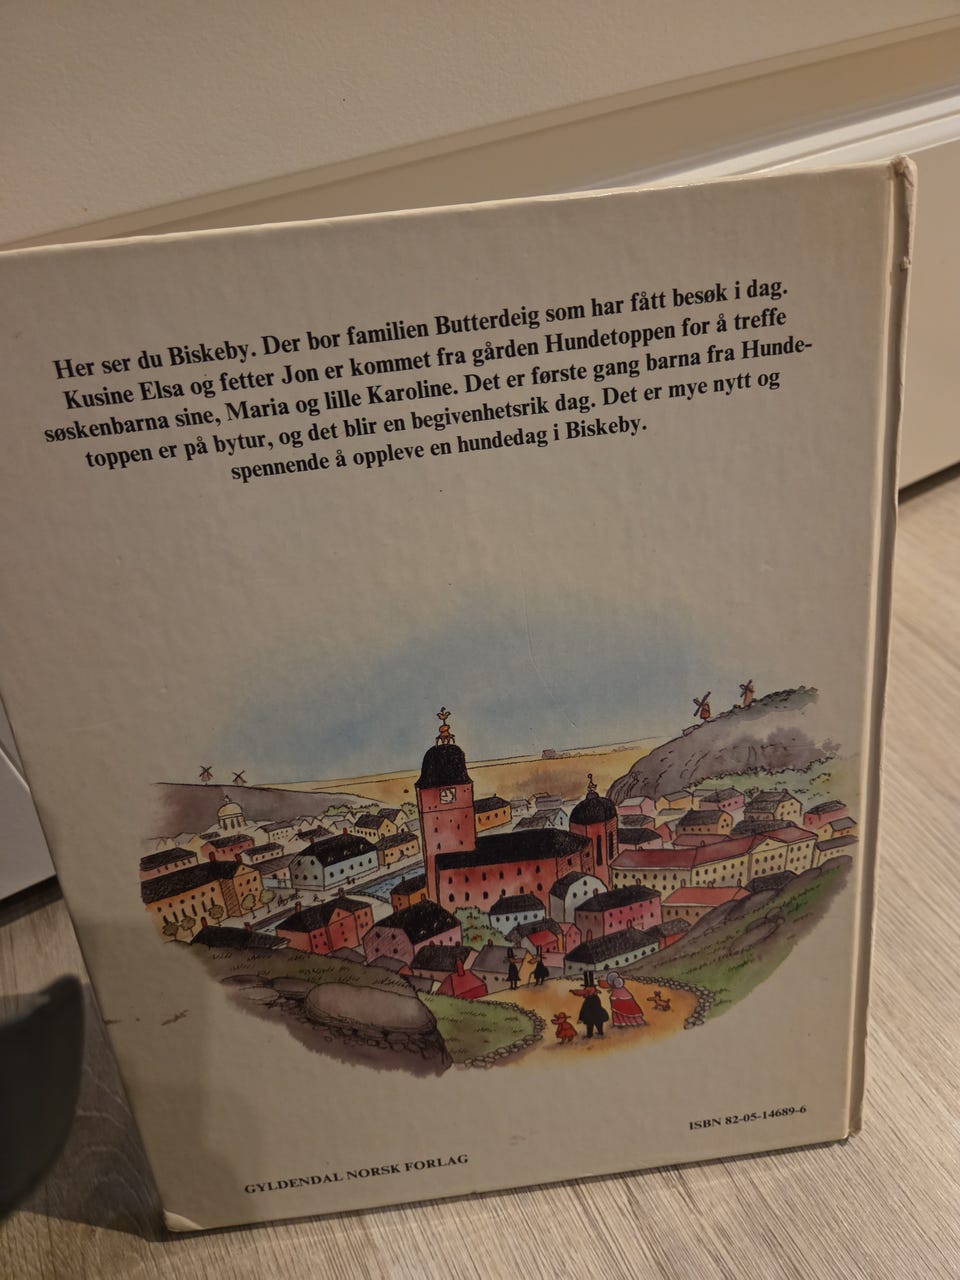 Her ser du Biskeby. Der bor familien Butterdeig som har fått besøk i dag.
Kusine Elsa og fetter Jon er kommet fra gården Hundetoppen for å treffe
søskenbarna sine, Maria og lille Karoline. Det er første gang barna fra Hunde-
toppen er på bytur, og det blir en begivenhetsrik dag. Det er mye nytt og
spennende å oppleve en hundedag i Biskeby.
ISBN 82-05-14689-6
GYLDENDAL NORSK FORLAG